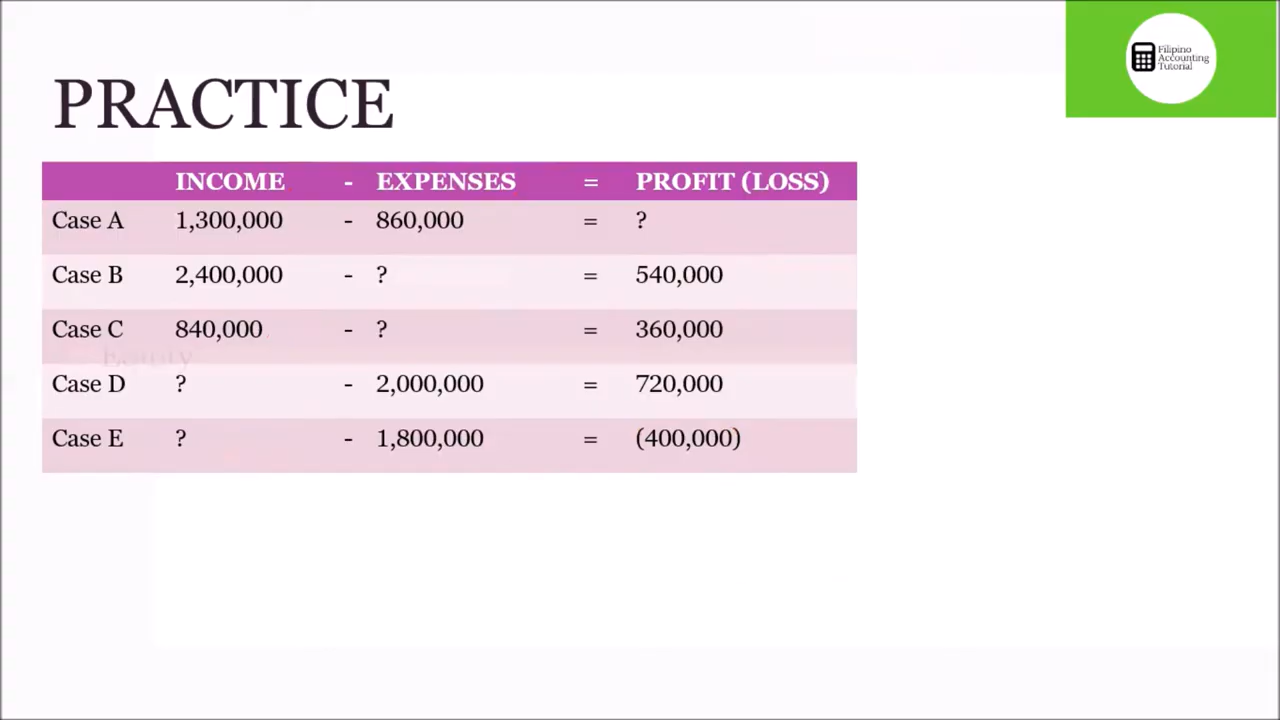 Filipino
Accounting
Tutorial
PRACTICE
INCOME - EXPENSES = PROFIT (LOSS)
Case A 1,300,000 - 860,000 = ?
Case B 2,400,000 - ? = 540,000
Case C 840,000 - ? = 360,000
Equity
Case D ? - 2,000,000 = 720,000
Case E ? - 1,800,000 = (400,000)